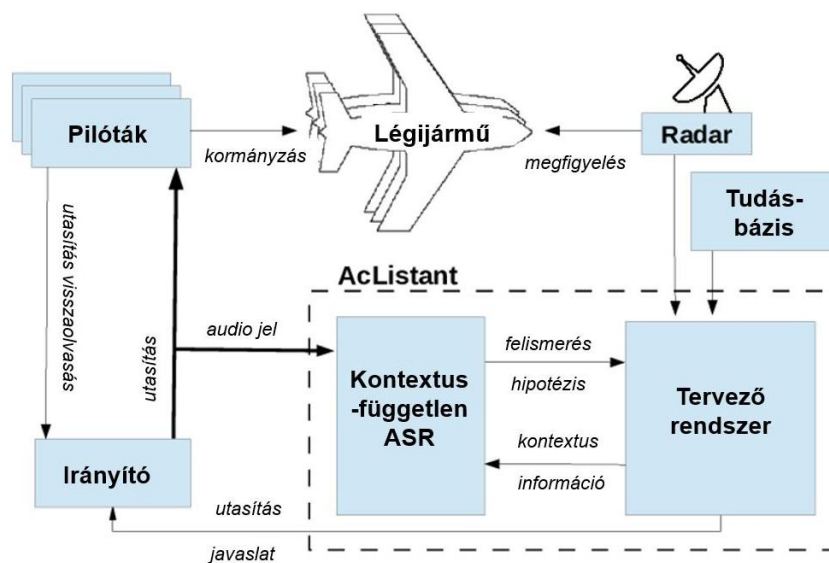 Pilóták
kormányzás
Légijármű
megfigyelés
Radar
Tudás-
bázis
utasítás visszaolvasás
utasítás
audio jel
AcListant
Kontextus
-független
ASR
felismerés
hipotézis
kontextus
információ
Tervező
rendszer
Irányító
utasítás
javaslat